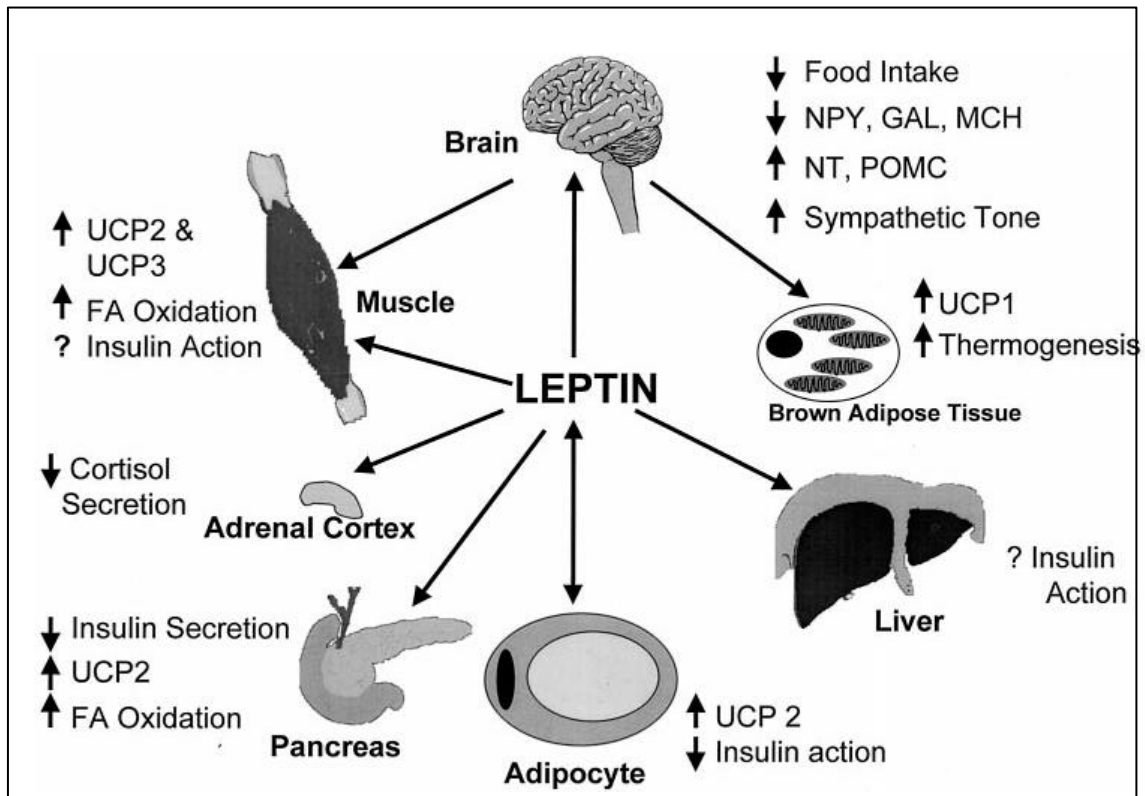 Food Intake
NPY, GAL, MCH
NT, POMC
Sympathetic Tone
Brain
UCP2 &
UCP3
FA Oxidation
? Insulin Action
Muscle
UCP1
Thermogenesis
Brown Adipose Tissue
LEPTIN
Cortisol
Secretion
Adrenal Cortex
? Insulin
Action
Liver
Insulin Secretion
UCP2
FA Oxidation
Pancreas
UCP 2
Insulin action
Adipocyte